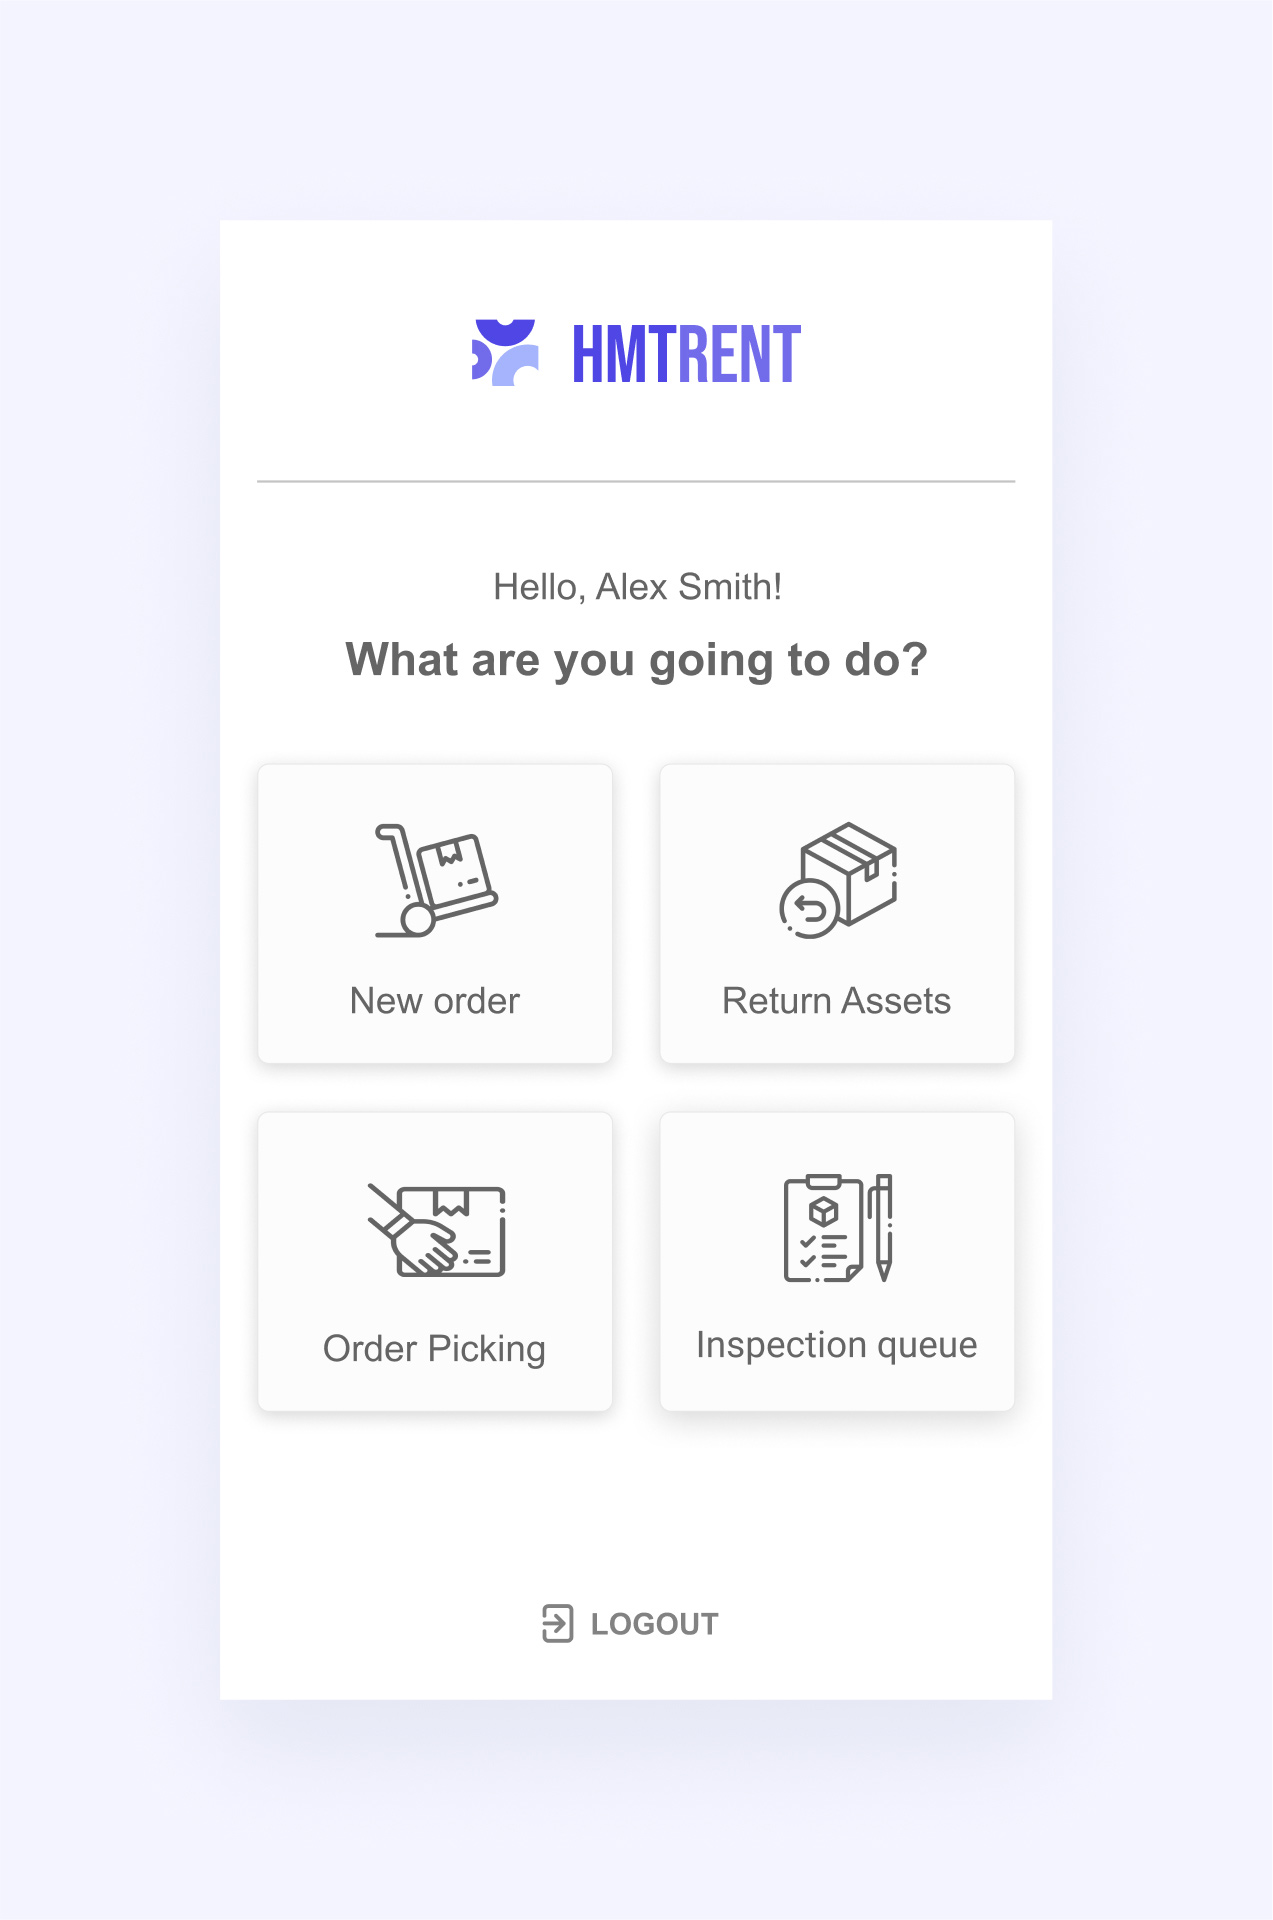 HMTRENT
Hello, Alex Smith!
What are you going to do?
New order
Return Assets
Order Picking
Inspection queue
LOGOUT